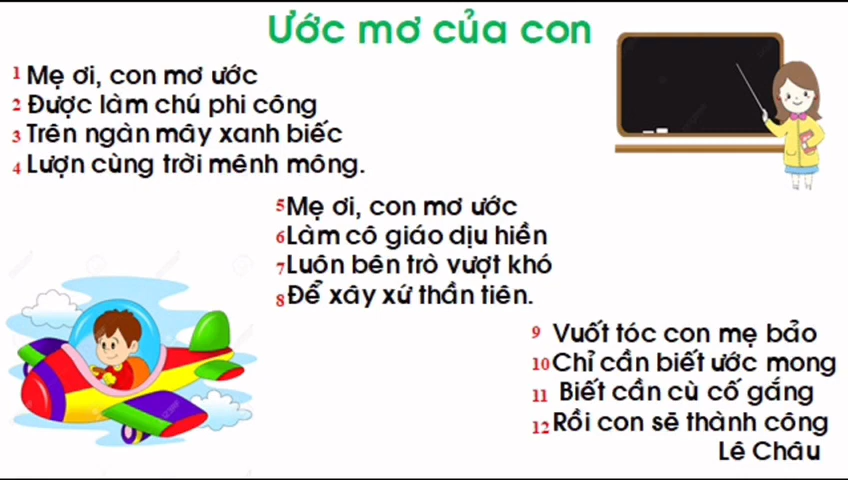 Ước mơ của con
1 Mẹ ơi, con mơ ước
2 Được làm chú phi công
3 Trên ngàn mây xanh biếc
4 Lượn cùng trời mênh mông.
5 Mẹ ơi, con mơ ước
6 Làm cô giáo dịu hiền
7 Luôn bên trò vượt khó
8 Để xây xứ thần tiên.
9 Vuốt tóc con mẹ bảo
10 Chỉ cần biết ước mong
11 Biết cần cù cố gắng
12 Rồi con sẽ thành công
Lê Châu